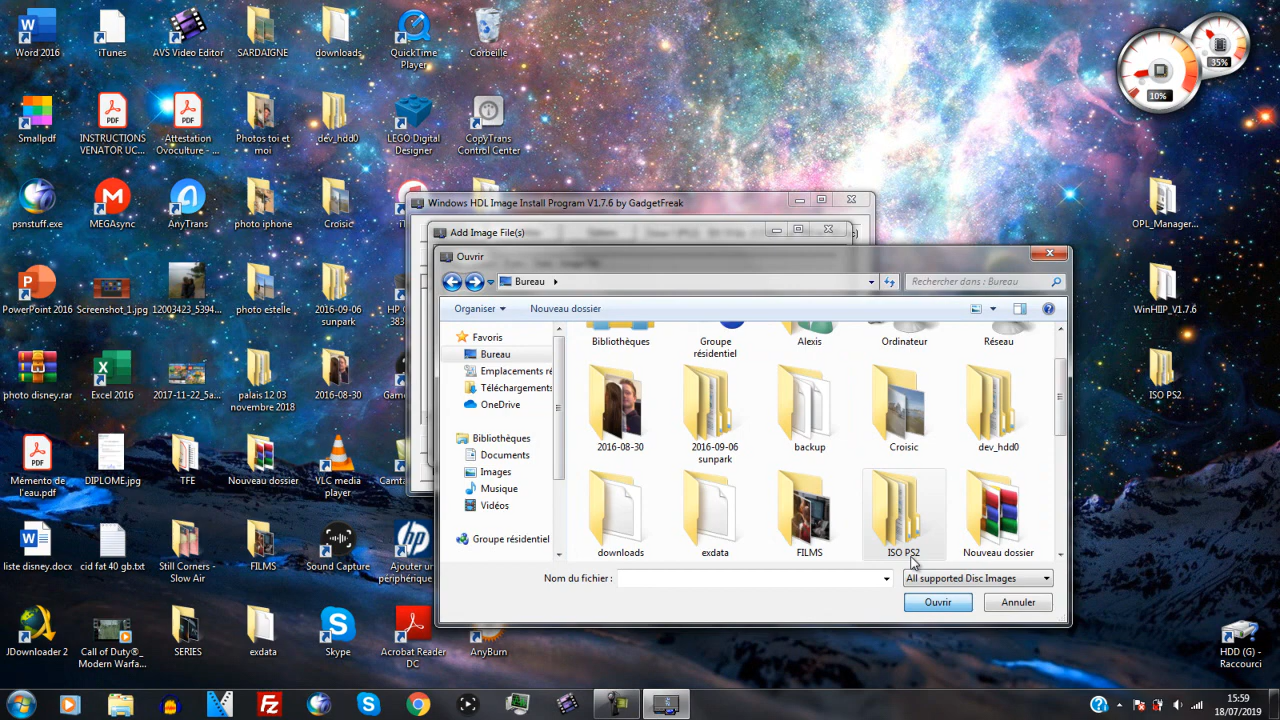 Word 2016
iTunes
AVS Video Editor
SARDAIGNE
downloads
QuickTime
Player
Corbeille
Smallpdf
INSTRUCTIONS
VENATOR UC...
Attestation
Ovoculture - ...
Photos toi et
moi
dev_hdd0
LEGO Digital
Designer
CopyTrans
Control Center
psnstuff.exe
MEGAsync
AnyTrans
photo iphone
Croisic
PowerPoint 2016
Screenshot_1.jpg
12003423_5394...
photo estelle
2016-09-06
sunpark
photo disney.rar
Excel 2016
2017-11-22_5a...
palais 12 03
novembre 2018
2016-08-30
Mémento de
l'eau.pdf
DIPLOME.jpg
TFE
Nouveau dossier
VLC media
player
liste disney.docx
cid fat 40 gb.txt
Still Corners -
Slow Air
FILMS
Sound Capture
Ajouter un
périphérique
JDownloader 2
Call of Duty®_
Modern Warfa...
SERIES
exdata
Skype
Acrobat Reader
DC
AnyBurn
10%
35%
OPL_Manager...
WinHIIP_V1.7.6
ISO PS2
HDD (G) -
Raccourci
Windows HDL Image Install Program V1.7.6 by GadgetFreak
Add Image File(s)
Ouvrir
Bureau
Rechercher dans : Bureau
Organiser
Nouveau dossier
Favoris
Bureau
Emplacements ré
Téléchargements
OneDrive
Bibliothèques
Documents
Images
Musique
Vidéos
Groupe résidentiel
Bibliothèques
Groupe
résidentiel
Alexis
Ordinateur
Réseau
2016-08-30
2016-09-06
sunpark
backup
Croisic
dev_hdd0
downloads
exdata
FILMS
ISO PS2
Nouveau dossier
Nom du fichier :
All supported Disc Images
Ouvrir
Annuler
15:59
18/07/2019